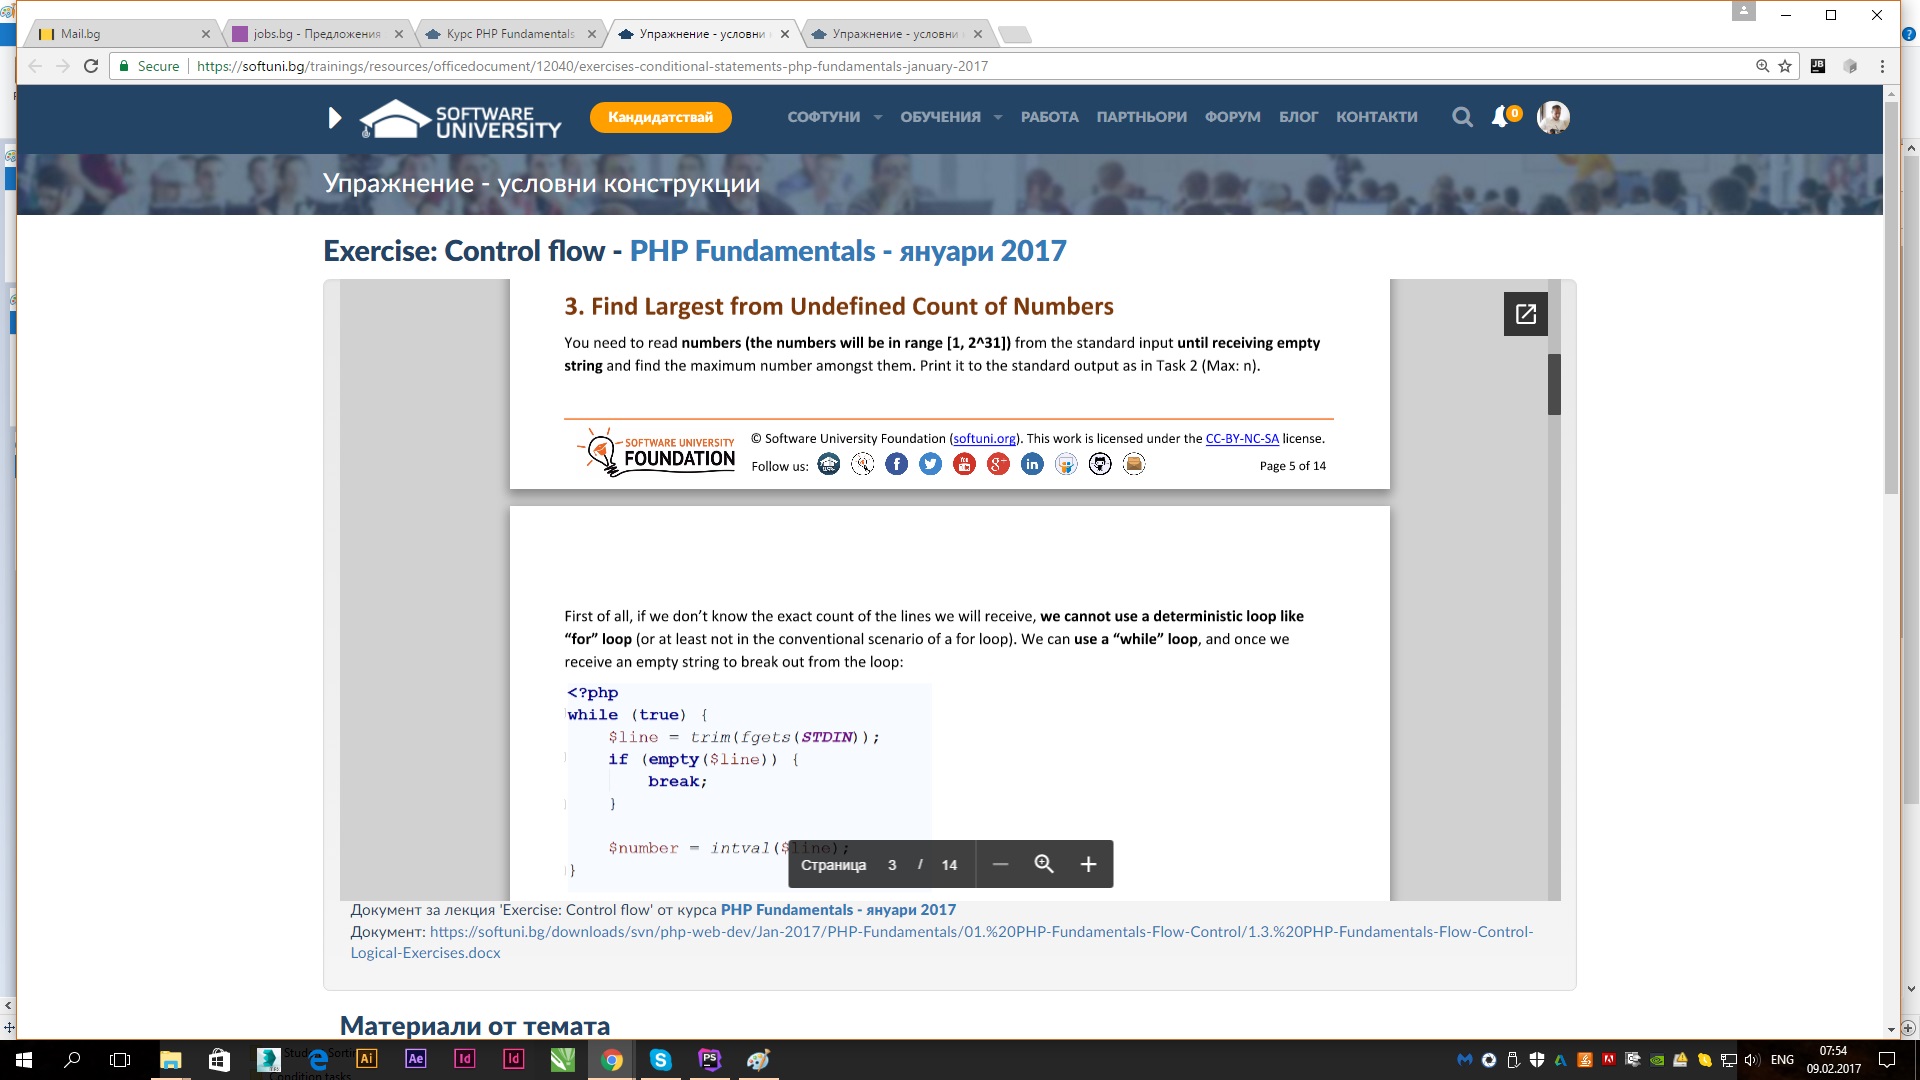 Mail.bg
jobs.bg - Предложения
Курс PHP Fundamentals
Упражнение - условни
Упражнение - условни
Secure
https://softuni.bg/trainings/resources/officedocument/12040/exercises-conditional-statements-php-fundamentals-january-2017
JB
SOFTWARE
UNIVERSITY
Кандидатствай
СОФТУНИ
ОБУЧЕНИЯ
РАБОТА
ПАРТНЬОРИ
ФОРУМ
БЛОГ
КОНТАКТИ
0
Упражнение - условни конструкции
Exercise: Control flow - PHP Fundamentals - януари 2017
3. Find Largest from Undefined Count of Numbers
You need to read numbers (the numbers will be in range [1, 2^31]) from the standard input until receiving empty
string and find the maximum number amongst them. Print it to the standard output as in Task 2 (Max: n).
SOFTWARE UNIVERSITY
FOUNDATION
© Software University Foundation (softuni.org). This work is licensed under the CC-BY-NC-SA license.
Follow us:
Page 5 of 14
First of all, if we don’t know the exact count of the lines we will receive, we cannot use a deterministic loop like
“for” loop (or at least not in the conventional scenario of a for loop). We can use a “while” loop, and once we
receive an empty string to break out from the loop:
<?php
while (true) {
$line = trim(fgets(STDIN));
if (empty($line)) {
break;
}
$number = intval($line);
}
Страница 3 / 14
Документ за лекция 'Exercise: Control flow' от курса PHP Fundamentals - януари 2017
Документ: https://softuni.bg/downloads/svn/php-web-dev/Jan-2017/PHP-Fundamentals/01.%20PHP-Fundamentals-Flow-Control/1.3.%20PHP-Fundamentals-Flow-Control-
Logical-Exercises.docx
Материали от темата
Ai
Ae
Id
Id
PS
ENG
07:54
09.02.2017